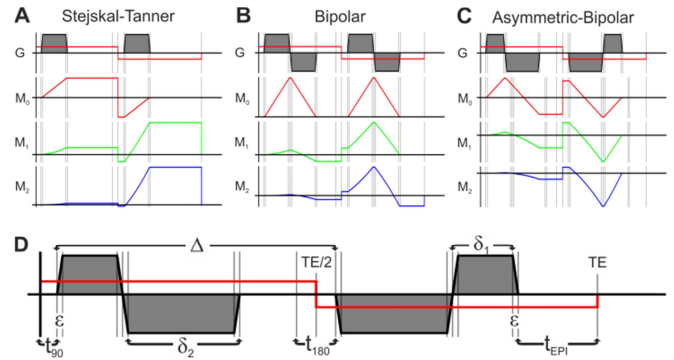 A Stejskal-Tanner
B Bipolar
C Asymmetric-Bipolar
G
M₀
M₁
M₂
G
M₀
M₁
M₂
G
M₀
M₁
M₂
D
Δ
δ₁
TE/2
TE
ε
ε
t₉₀
δ₂
t₁₈₀
t_EPI